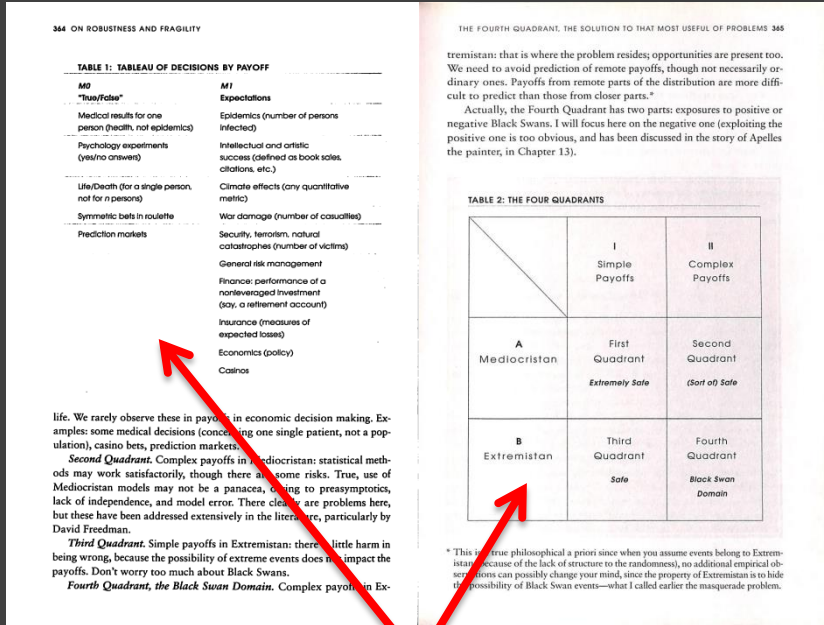 364 ON ROBUSTNESS AND FRAGILITY
TABLE 1: TABLEAU OF DECISIONS BY PAYOFF
M0
"True/False"
M1
Expectations
Medical results for one
person (health, not epidemics)
Epidemics (number of persons
infected)
Psychology experiments
(yes/no answers)
Intellectual and artistic
success (defined as book sales,
citations, etc.)
Life/Death (for a single person,
not for n persons)
Climate effects (any quantitative
metric)
Symmetric bets in roulette
War damage (number of casualties)
Prediction markets
Security, terrorism, natural
catastrophes (number of victims)
General risk management
Finance: performance of a
nonleveraged investment
(say, a retirement account)
Insurance (measures of
expected losses)
Economics (policy)
Casinos
life. We rarely observe these in payoffs in economic decision making. Ex-
amples: some medical decisions (concerning one single patient, not a pop-
ulation), casino bets, prediction markets.
Second Quadrant. Complex payoffs in Mediocristan: statistical meth-
ods may work satisfactorily, though there are some risks. True, use of
Mediocristan models may not be a panacea, owing to preasymptotics,
lack of independence, and model error. There clearly are problems here,
but these have been addressed extensively in the literature, particularly by
David Freedman.
Third Quadrant. Simple payoffs in Extremistan: there is little harm in
being wrong, because the possibility of extreme events does not impact the
payoffs. Don't worry too much about Black Swans.
Fourth Quadrant, the Black Swan Domain. Complex payoffs in Ex-
THE FOURTH QUADRANT, THE SOLUTION TO THAT MOST USEFUL OF PROBLEMS 365
tremistan: that is where the problem resides; opportunities are present too.
We need to avoid prediction of remote payoffs, though not necessarily or-
dinary ones. Payoffs from remote parts of the distribution are more diffi-
cult to predict than those from closer parts.*
Actually, the Fourth Quadrant has two parts: exposures to positive or
negative Black Swans. I will focus here on the negative one (exploiting the
positive one is too obvious, and has been discussed in the story of Apelles
the painter, in Chapter 13).
TABLE 2: THE FOUR QUADRANTS
I
Simple
Payoffs
II
Complex
Payoffs
A
Mediocristan
First
Quadrant
Extremely Safe
Second
Quadrant
(Sort of) Safe
B
Extremistan
Third
Quadrant
Safe
Fourth
Quadrant
Black Swan
Domain
* This is a true philosophical a priori since when you assume events belong to Extrem-
istan (because of the lack of structure to the randomness), no additional empirical ob-
servations can possibly change your mind, since the property of Extremistan is to hide
the possibility of Black Swan events—what I called earlier the masquerade problem.